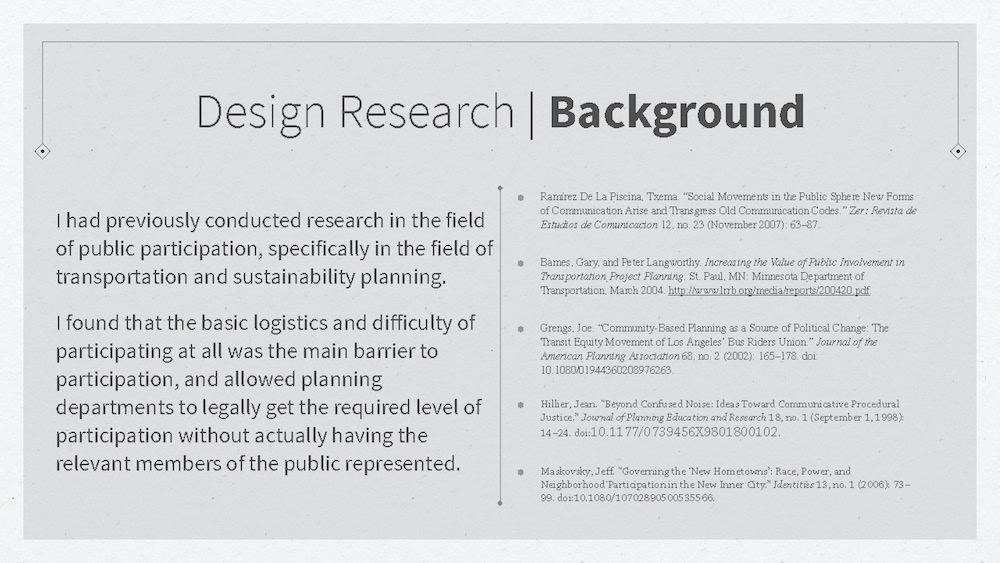 Design Research | Background
I had previously conducted research in the field
of public participation, specifically in the field of
transportation and sustainability planning.
I found that the basic logistics and difficulty of
participating at all was the main barrier to
participation, and allowed planning
departments to legally get the required level of
participation without actually having the
relevant members of the public represented.
Ramírez De La Piscina, Txema. “Social Movements in the Public Sphere New Forms
of Communication Arise and Transgress Old Communication Codes.” Zer: Revista de
Estudios de Comunicacion 12, no. 23 (November 2007): 63–87.
Barnes, Gary, and Peter Langworthy. Increasing the Value of Public Involvement in
Transportation Project Planning. St. Paul, MN: Minnesota Department of
Transportation, March 2004. http://www.lrrb.org/media/reports/200420.pdf.
Grengs, Joe. “Community-Based Planning as a Source of Political Change: The
Transit Equity Movement of Los Angeles’ Bus Riders Union.” Journal of the
American Planning Association 68, no. 2 (2002): 165–178. doi:
10.1080/01944360208976263.
Hillier, Jean. “Beyond Confused Noise: Ideas Toward Communicative Procedural
Justice.” Journal of Planning Education and Research 18, no. 1 (September 1, 1998):
14–24. doi:10.1177/0739456X9801800102.
Maskovsky, Jeff. “Governing the ‘New Hometowns’: Race, Power, and
Neighborhood Participation in the New Inner City.” Identities 13, no. 1 (2006): 73–
99. doi:10.1080/10702890500535566.